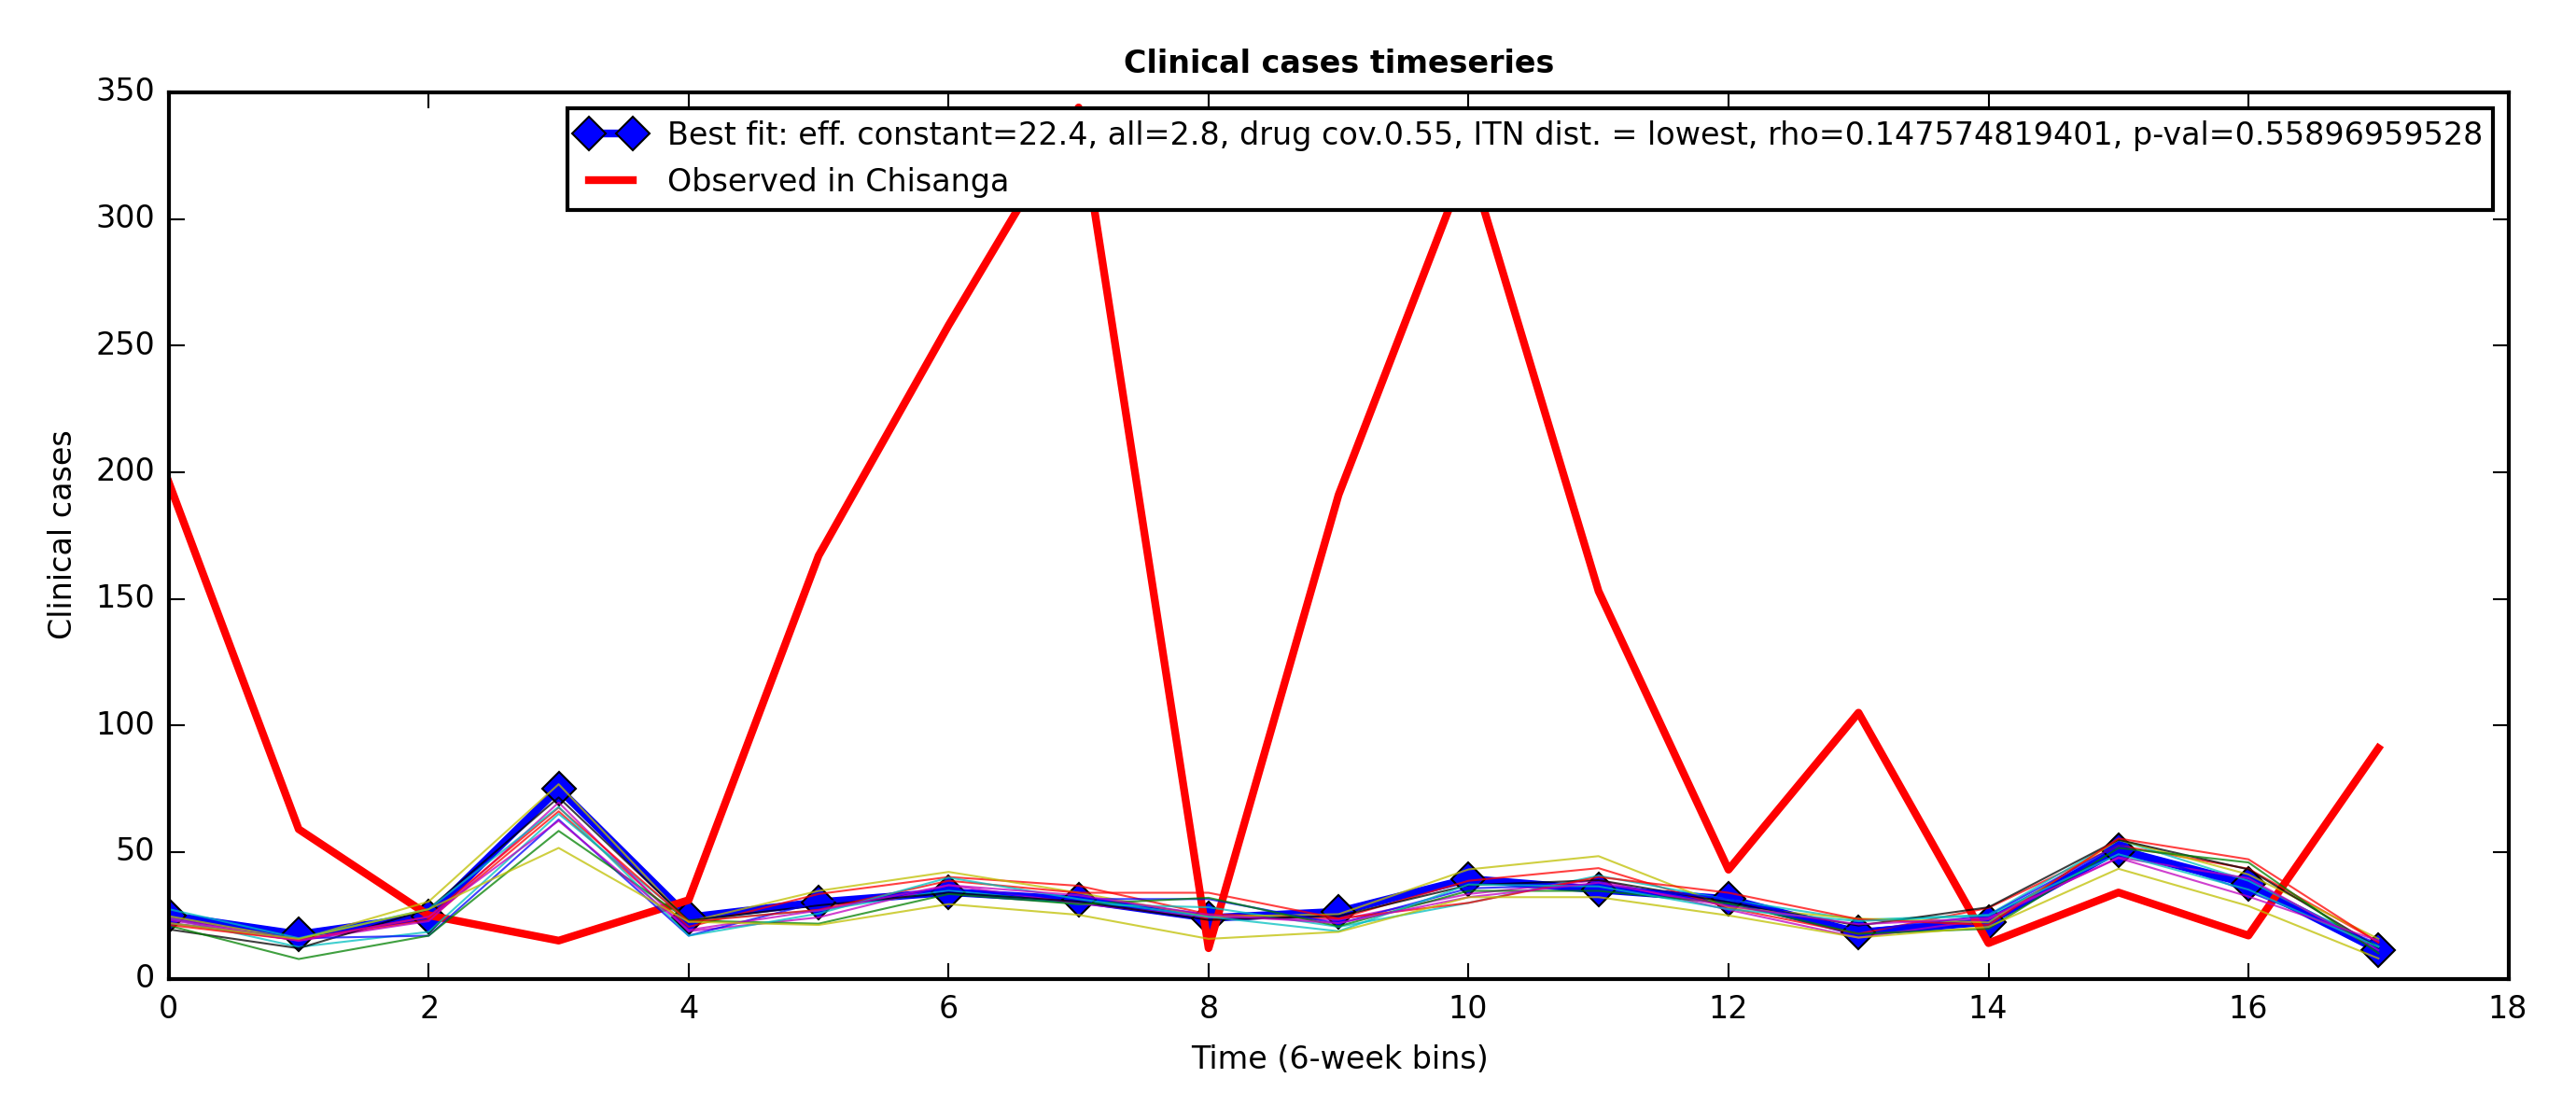 Clinical cases timeseries
350
300
250
200
150
100
50
0
Clinical cases
Best fit: eff. constant=22.4, all=2.8, drug cov.0.55, ITN dist. = lowest, rho=0.147574819401, p-val=0.55896959528
Observed in Chisanga
0 2 4 6 8 10 12 14 16 18
Time (6-week bins)